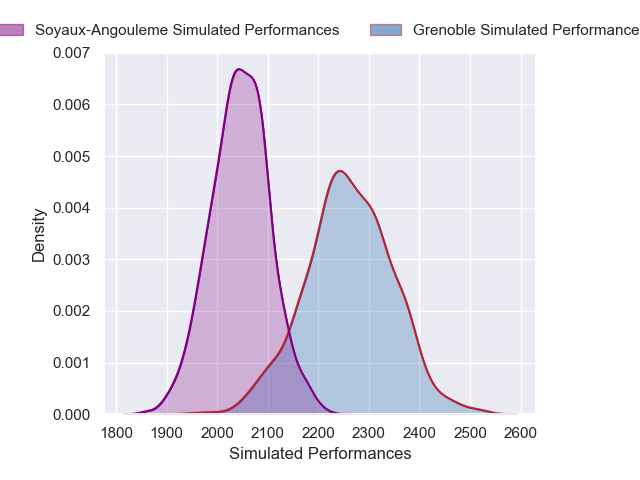 Soyaux-Angouleme Simulated Performances Grenoble Simulated Performance
0.007
0.006
0.005
0.004
0.003
0.002
0.001
0.000
Density
1800 1900 2000 2100 2200 2300 2400 2500 2600
Simulated Performances